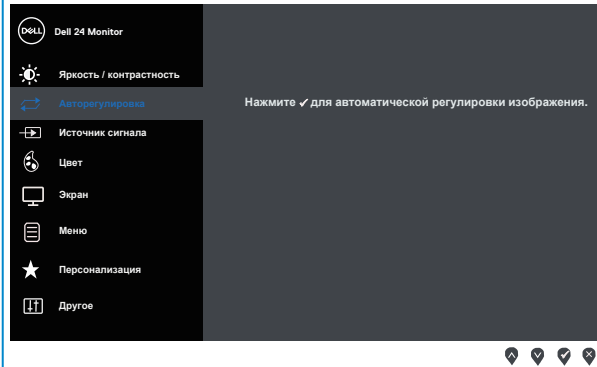 DELL Dell 24 Monitor
Яркость / контрастность
Авторегулировка
Нажмите ✓ для автоматической регулировки изображения.
Источник сигнала
Цвет
Экран
Меню
Персонализация
Другое